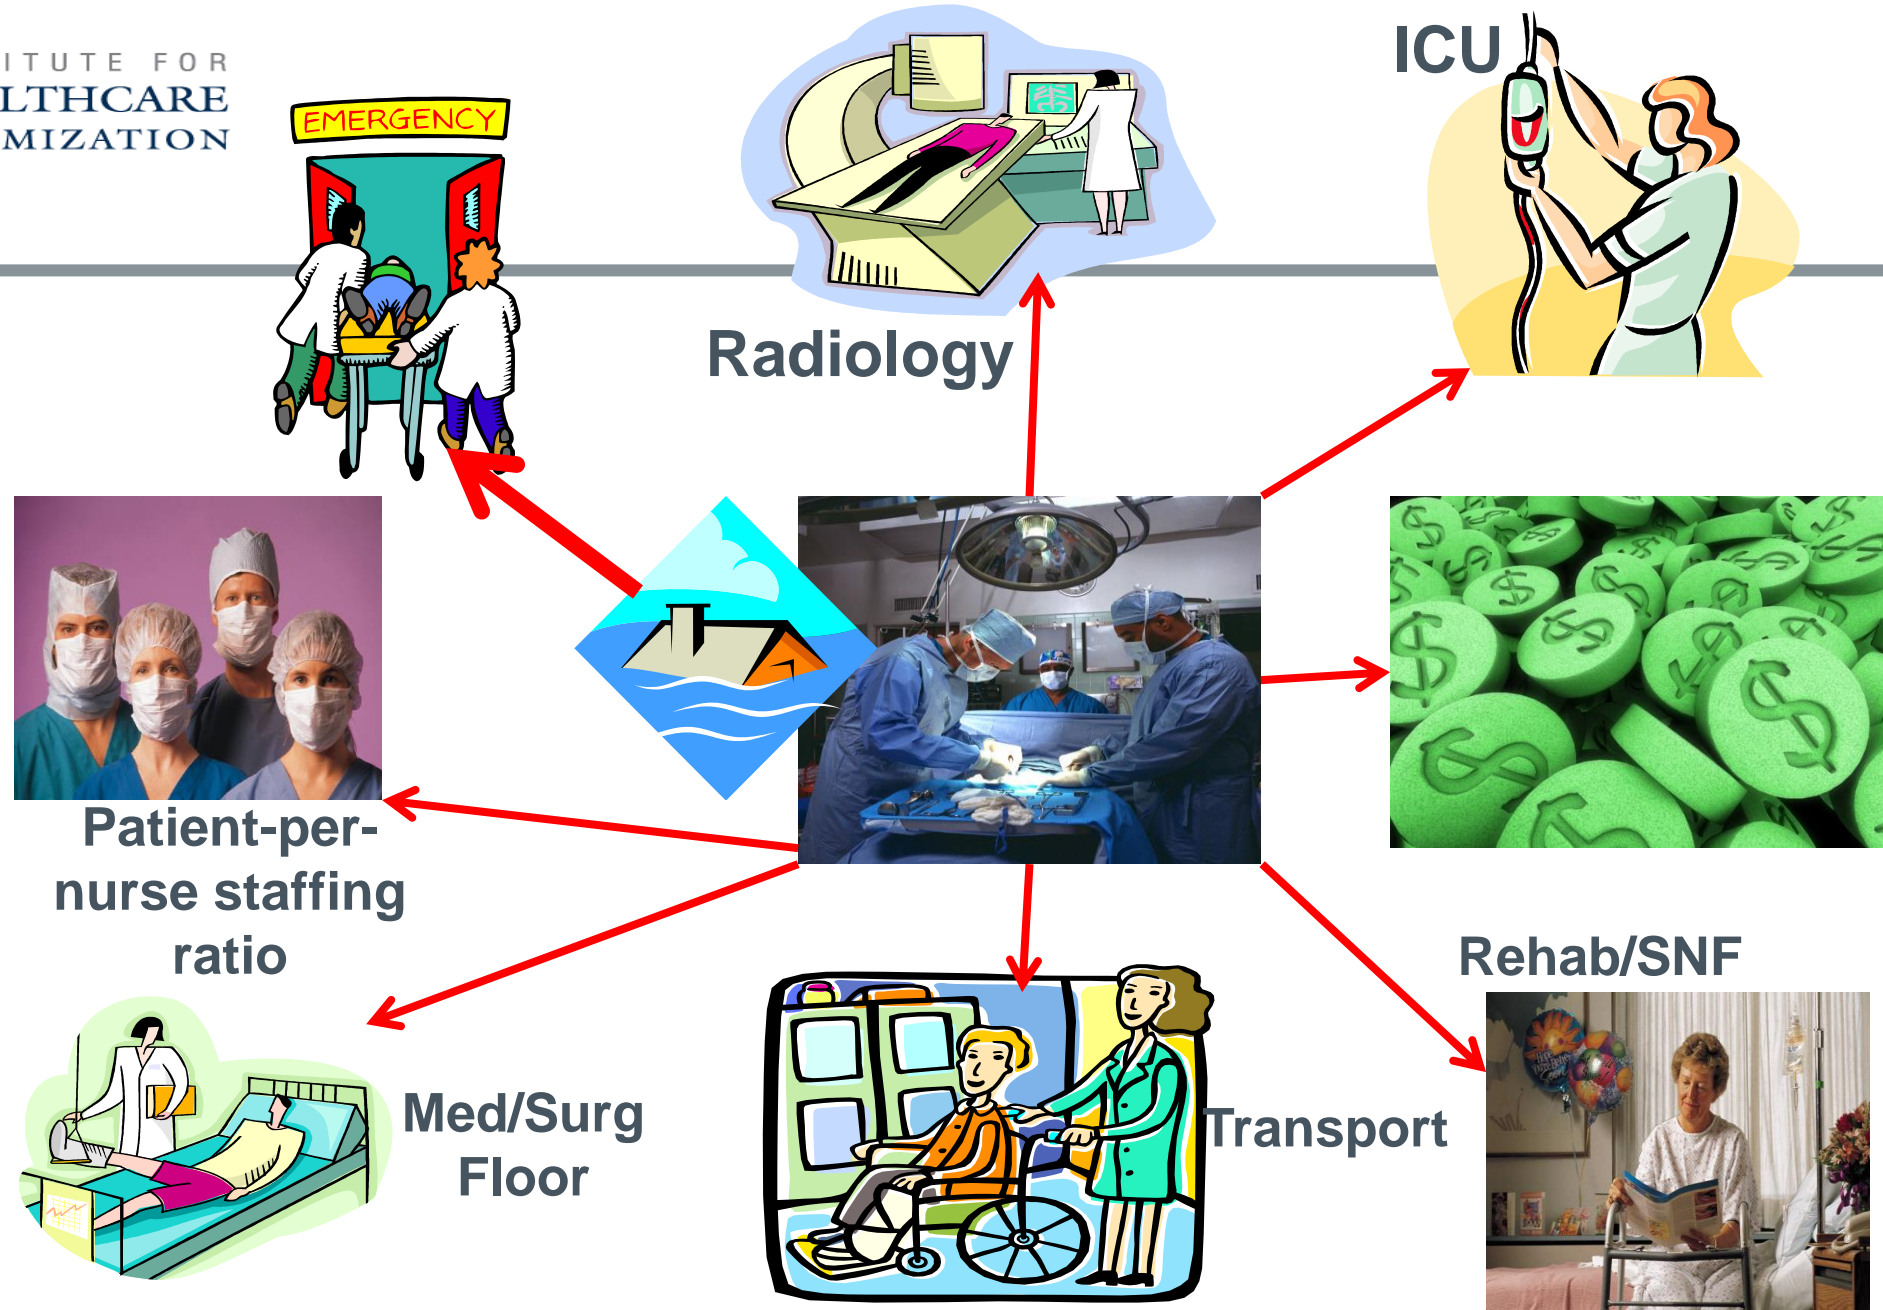 ITUTE FOR
LTHCARE
MIZATION
EMERGENCY
ICU
Radiology
Patient-per-
nurse staffing
ratio
Rehab/SNF
Med/Surg
Floor
Transport